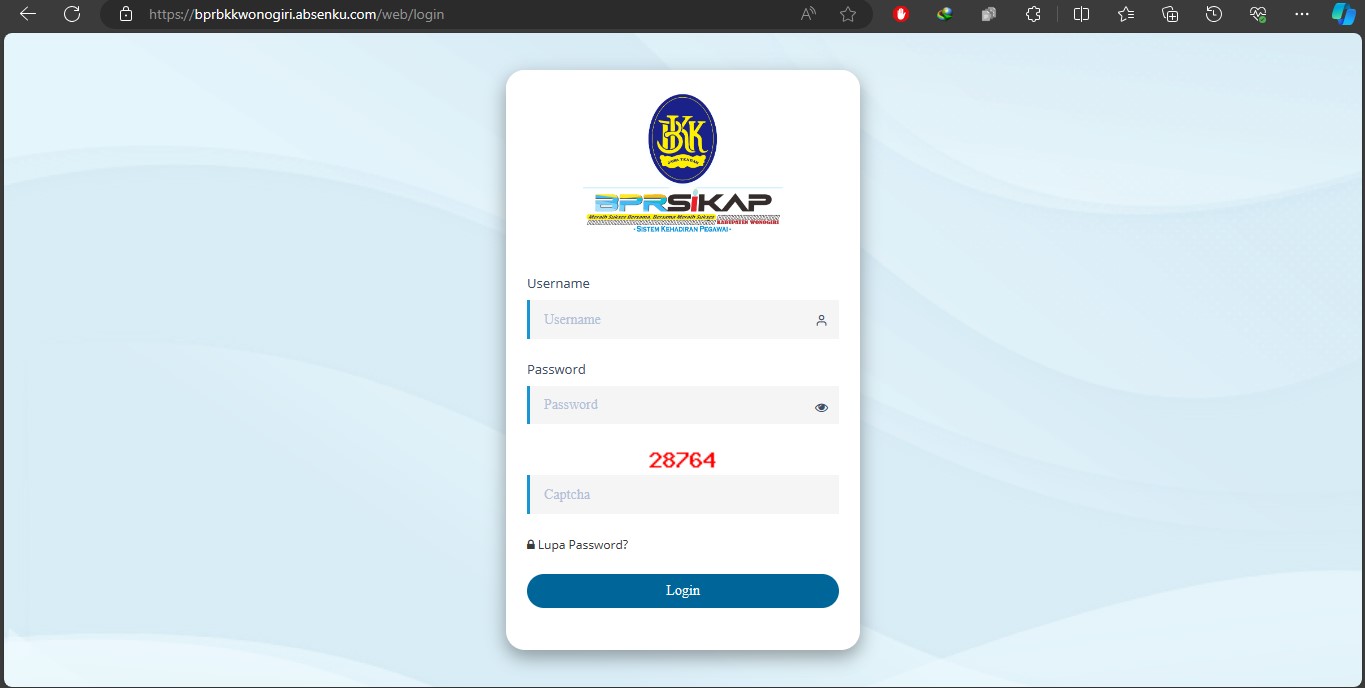 https://bprbkkwonogiri.absenku.com/web/login
BKK
BPRSiKAP
Meraih Sukses Bersama, Bersama Meraih Sukses
KABUPATEN WONOGIRI
- SISTEM KEHADIRAN PEGAWAI -
Username
Username
Password
Password
28764
Captcha
Lupa Password?
Login